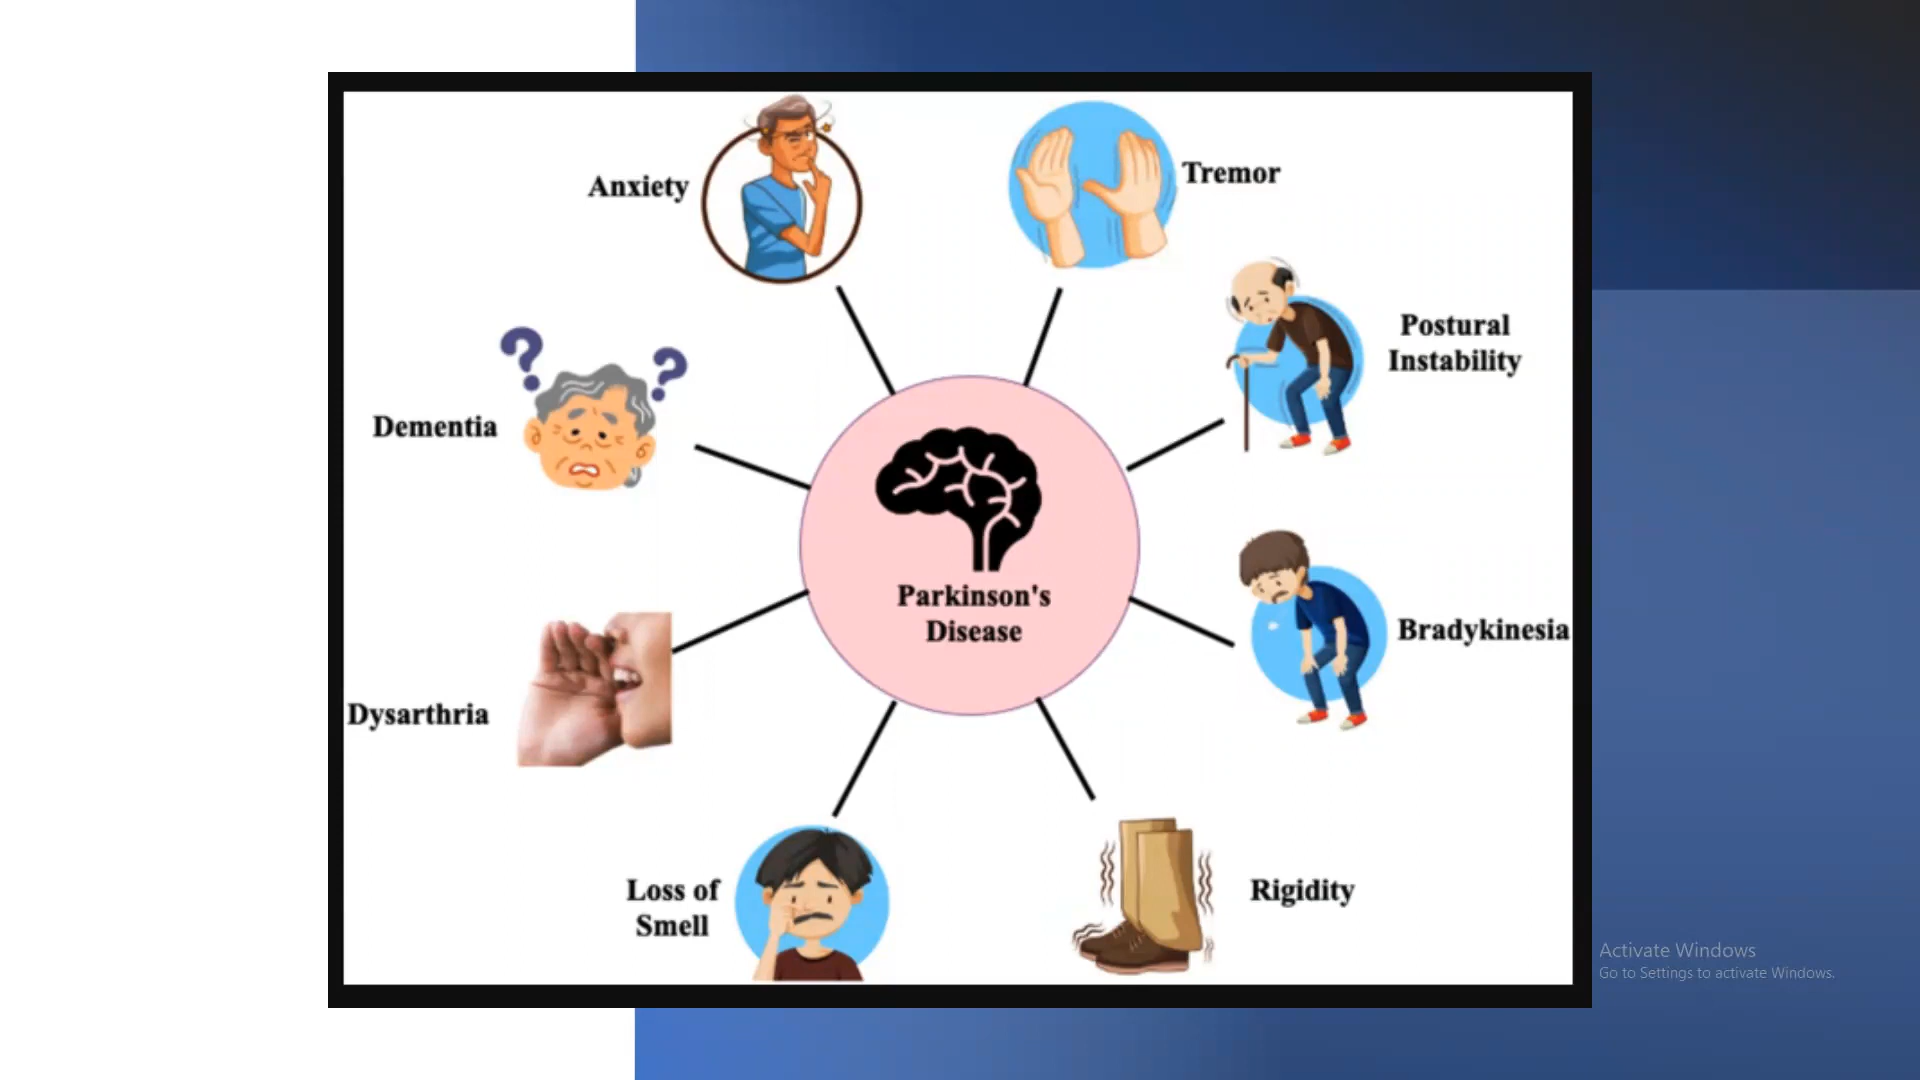 Anxiety
Tremor
Postural
Instability
Dementia
Parkinson's
Disease
Bradykinesia
Dysarthria
Loss of
Smell
Rigidity
Activate Windows
Go to Settings to activate Windows.